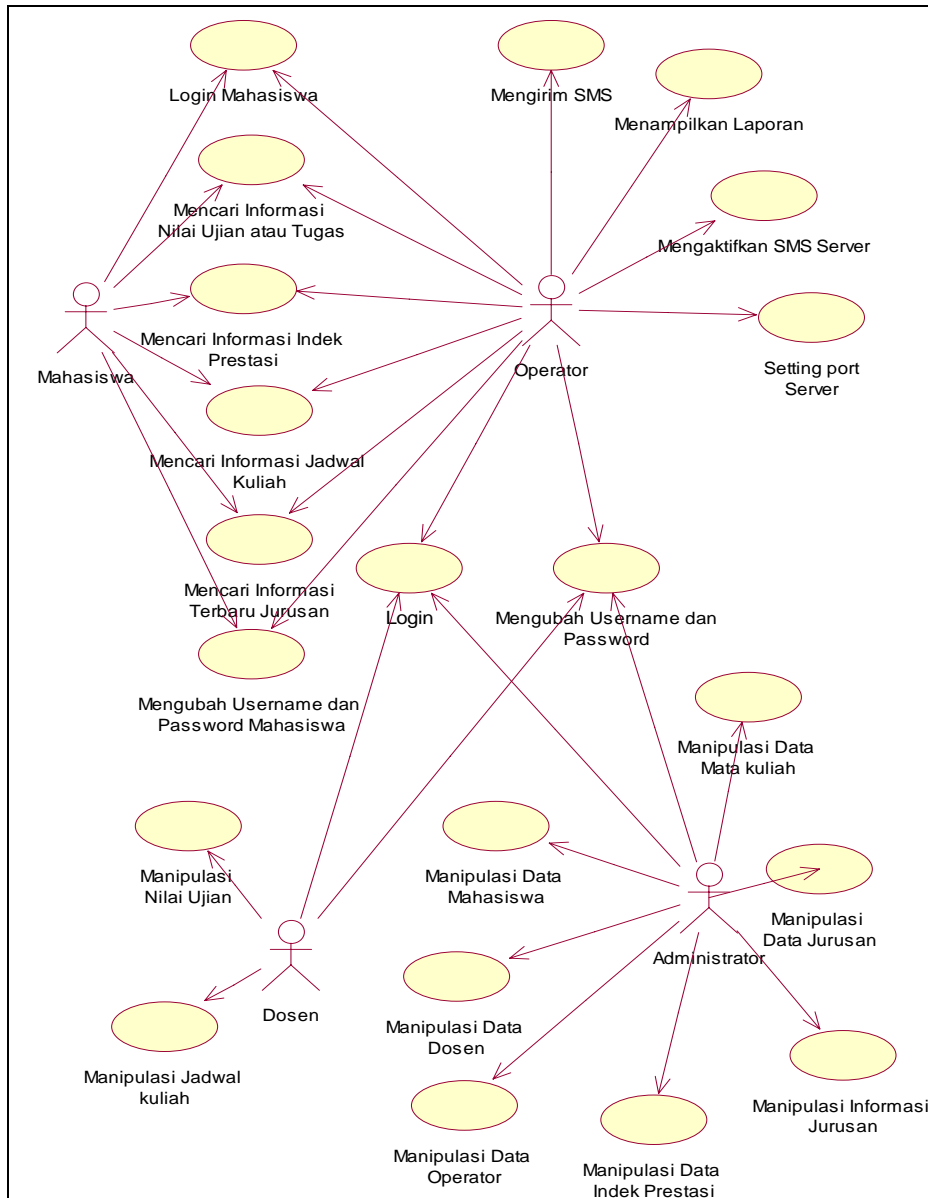 Login Mahasiswa
Mengirim SMS
Menampilkan Laporan
Mencari Informasi
Nilai Ujian atau Tugas
Mengaktifkan SMS Server
Mahasiswa
Mencari Informasi Indek
Prestasi
Operator
Setting port
Server
Mencari Informasi Jadwal
Kuliah
Mencari Informasi
Terbaru Jurusan
Login
Mengubah Username dan
Password
Mengubah Username dan
Password Mahasiswa
Manipulasi Data
Mata kuliah
Manipulasi
Nilai Ujian
Manipulasi Data
Mahasiswa
Manipulasi
Data Jurusan
Administrator
Dosen
Manipulasi Data
Dosen
Manipulasi Jadwal
kuliah
Manipulasi Informasi
Jurusan
Manipulasi Data
Operator
Manipulasi Data
Indek Prestasi